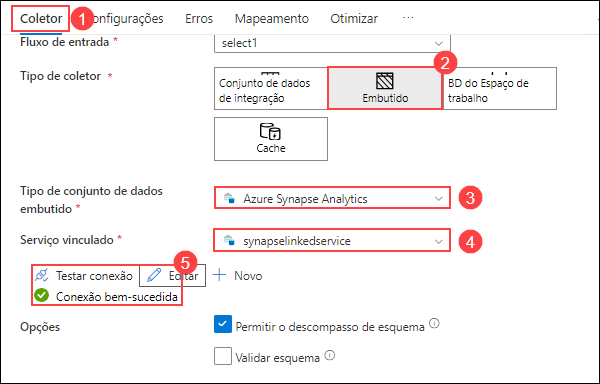 Coletor 1 onfigurações Erros Mapeamento Otimizar ...
Fluxo de entrada * select1
Tipo de coletor * 2
Conjunto de dados de integração
Embutido
BD do Espaço de trabalho
Cache
Tipo de conjunto de dados embutido * Azure Synapse Analytics 3
Serviço vinculado * synapselinkedservice 4
5
Testar conexão Editar + Novo
Conexão bem-sucedida
Opções Permitir o descompasso de esquema
Validar esquema